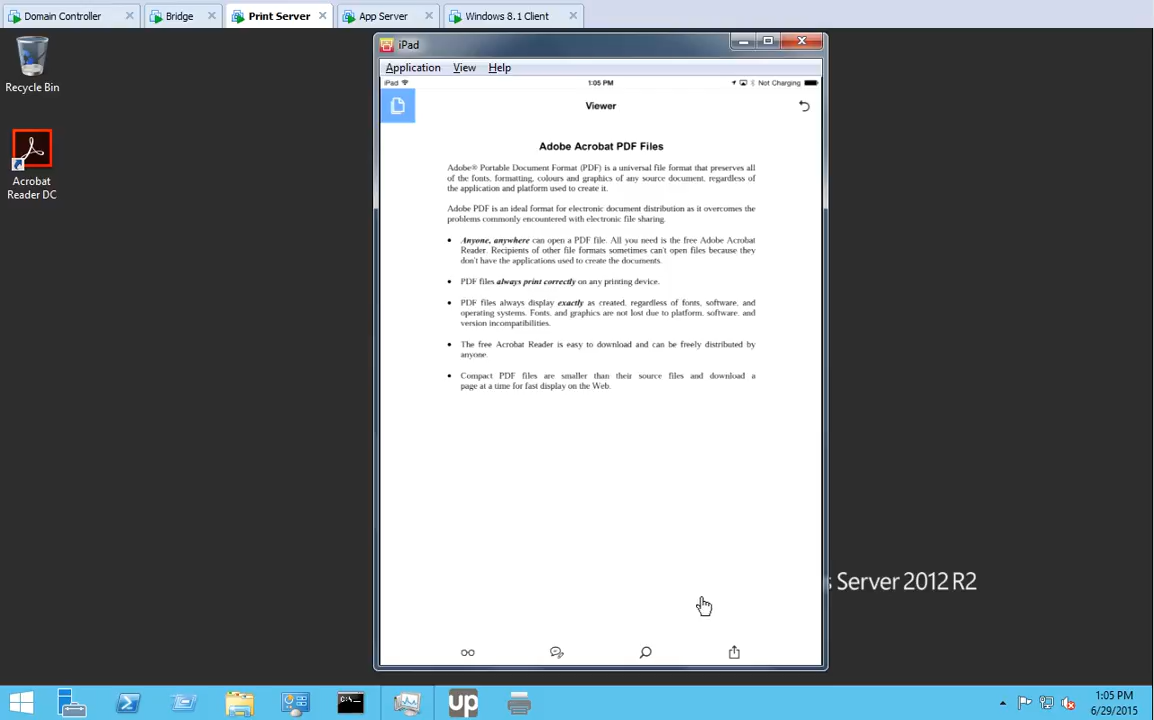 Domain Controller
Bridge
Print Server
App Server
Windows 8.1 Client
Recycle Bin
Acrobat
Reader DC
iPad
Application View Help
iPad
1:05 PM
Not Charging
Viewer
Adobe Acrobat PDF Files
Adobe® Portable Document Format (PDF) is a universal file format that preserves all
of the fonts, formatting, colours and graphics of any source document, regardless of
the application and platform used to create it.
Adobe PDF is an ideal format for electronic document distribution as it overcomes the
problems commonly encountered with electronic file sharing.
• Anyone, anywhere can open a PDF file. All you need is the free Adobe Acrobat
Reader. Recipients of other file formats sometimes can't open files because they
don't have the applications used to create the documents.
• PDF files always print correctly on any printing device.
• PDF files always display exactly as created, regardless of fonts, software, and
operating systems. Fonts, and graphics are not lost due to platform, software, and
version incompatibilities.
• The free Acrobat Reader is easy to download and can be freely distributed by
anyone.
• Compact PDF files are smaller than their source files and download a
page at a time for fast display on the Web.
s Server 2012 R2
C:\
up
1:05 PM
6/29/2015